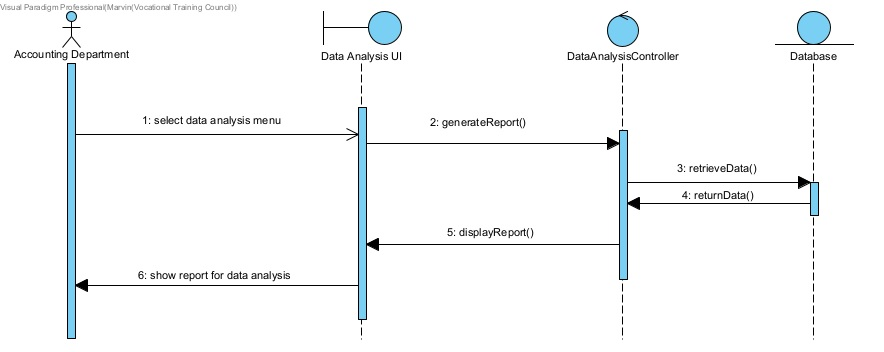 Visual Paradigm Professional(Marvin(Vocational Training Council))
Accounting Department
Data Analysis UI
DataAnalysisController
Database
1: select data analysis menu
2: generateReport()
3: retrieveData()
4: returnData()
5: displayReport()
6: show report for data analysis